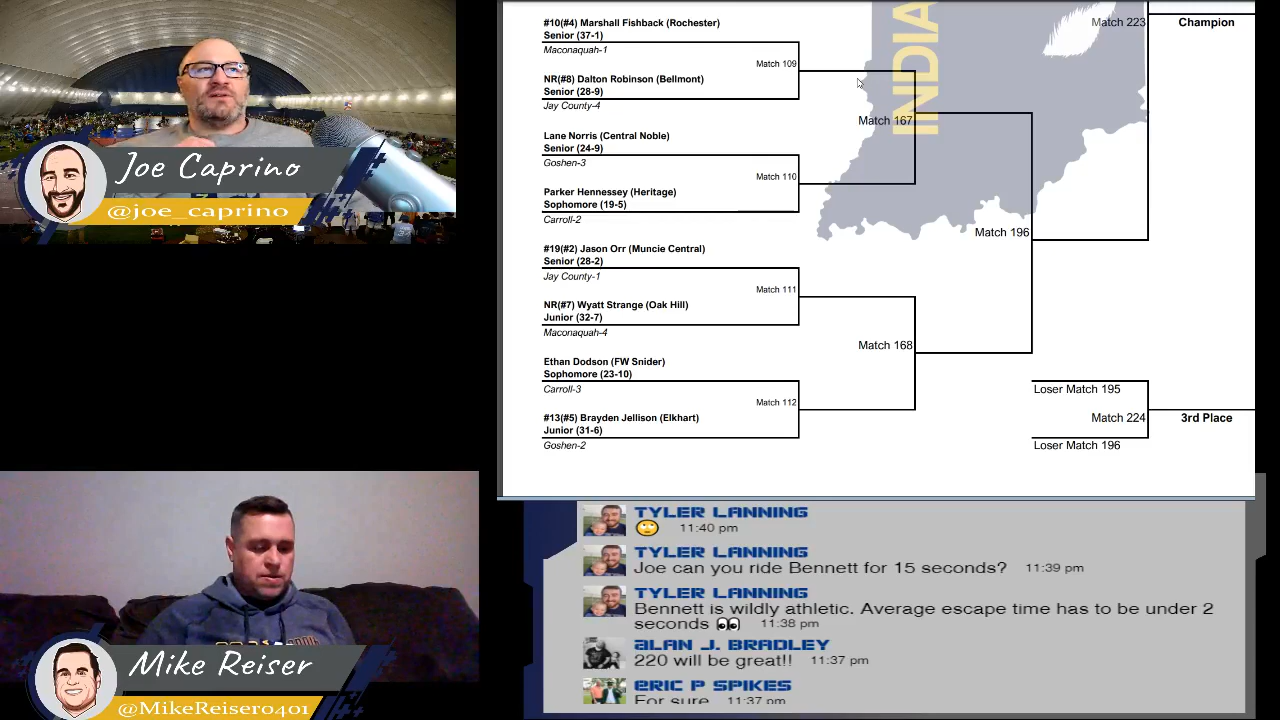 Joe Caprino
@joe_caprino
#10(#4) Marshall Fishback (Rochester)
Senior (37-1)
Maconaquah-1
Match 109
NR(#8) Dalton Robinson (Bellmont)
Senior (28-9)
Jay County-4
Match 167
Lane Norris (Central Noble)
Senior (24-9)
Goshen-3
Match 110
Parker Hennessey (Heritage)
Sophomore (19-5)
Carroll-2
Match 196
#19(#2) Jason Orr (Muncie Central)
Senior (28-2)
Jay County-1
Match 111
NR(#7) Wyatt Strange (Oak Hill)
Junior (32-7)
Maconaquah-4
Match 168
Ethan Dodson (FW Snider)
Sophomore (23-10)
Carroll-3
Match 112
#13(#5) Brayden Jellison (Elkhart)
Junior (31-6)
Goshen-2
INDIA
Match 223
Champion
Loser Match 195
Match 224
3rd Place
Loser Match 196
Mike Reiser
@MikeReiser0401
TYLER LANNING
🙄 11:40 pm
TYLER LANNING
Joe can you ride Bennett for 15 seconds? 11:39 pm
TYLER LANNING
Bennett is wildly athletic. Average escape time has to be under 2
seconds 👀 11:38 pm
ALAN J. BRADLEY
220 will be great!! 11:37 pm
ERIC P SPIKES
For sure 11:37 pm